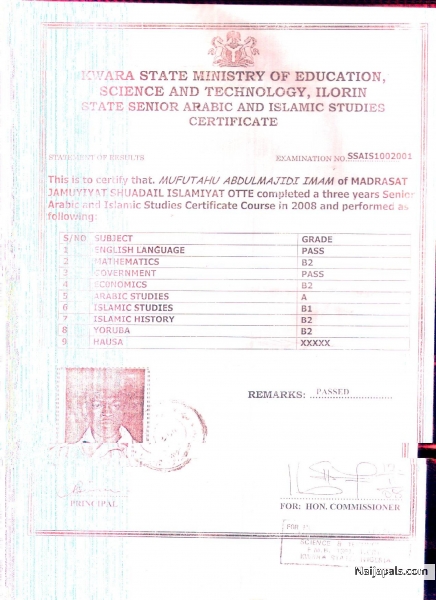 KWARA STATE MINISTRY OF EDUCATION,
SCIENCE AND TECHNOLOGY, ILORIN
STATE SENIOR ARABIC AND ISLAMIC STUDIES
CERTIFICATE
STATEMENT OF RESULTS EXAMINATION NO. SSAIS1002001
This is to certify that. MUFUTAHU ABDULMAJIDI IMAM of MADRASAT
JAMUYIYAT SHUADAIL ISLAMIYAT OTTE completed a three years Senior
Arabic and Islamic Studies Certificate Course in 2008 and performed as
following:
S/NO SUBJECT GRADE
1 ENGLISH LANGUAGE PASS
2 MATHEMATICS B2
3 GOVERNMENT PASS
4 ECONOMICS B2
5 ARABIC STUDIES A
6 ISLAMIC STUDIES B1
7 ISLAMIC HISTORY B2
8 YORUBA B2
9 HAUSA XXXXX
REMARKS: PASSED
PRINCIPAL
FOR: HON. COMMISSIONER
FOR
SCIENCE
Naijapals.com